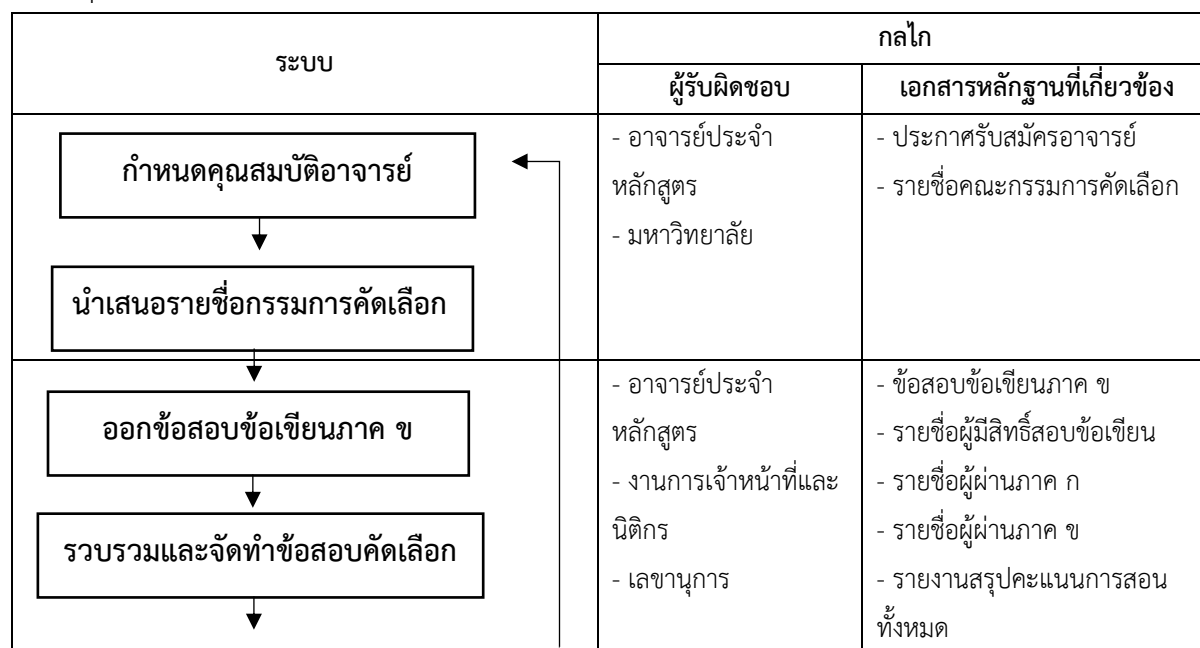 ระบบ
กลไก
ผู้รับผิดชอบ
เอกสารหลักฐานที่เกี่ยวข้อง
กำหนดคุณสมบัติอาจารย์
นำเสนอรายชื่อกรรมการคัดเลือก
- อาจารย์ประจำ
หลักสูตร
- มหาวิทยาลัย
- ประกาศรับสมัครอาจารย์
- รายชื่อคณะกรรมการคัดเลือก
ออกข้อสอบข้อเขียนภาค ข
รวบรวมและจัดทำข้อสอบคัดเลือก
- อาจารย์ประจำ
หลักสูตร
- งานการเจ้าหน้าที่และ
นิติกร
- เลขานุการ
- ข้อสอบข้อเขียนภาค ข
- รายชื่อผู้มีสิทธิ์สอบข้อเขียน
- รายชื่อผู้ผ่านภาค ก
- รายชื่อผู้ผ่านภาค ข
- รายงานสรุปคะแนนการสอน
ทั้งหมด